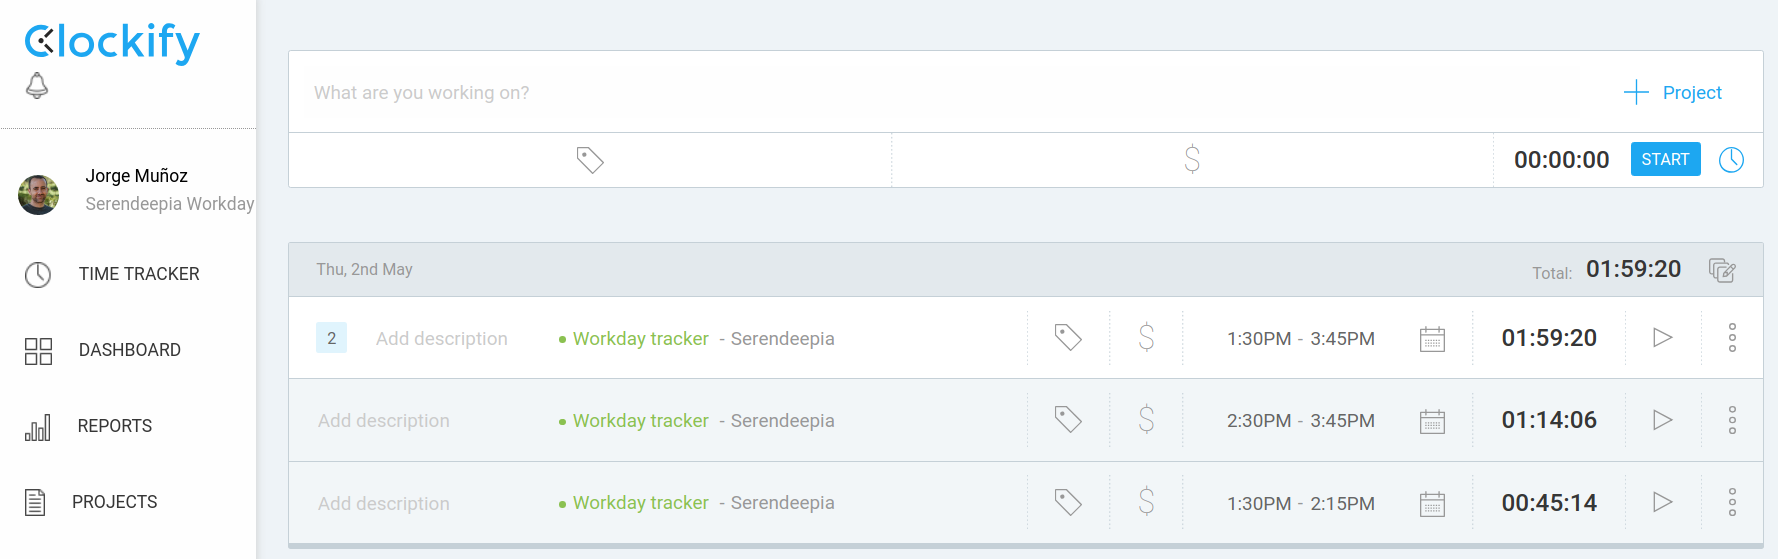 Clockify
Jorge Muñoz
Serendeepia Workday
TIME TRACKER
DASHBOARD
REPORTS
PROJECTS
What are you working on?
Project
00:00:00 START
Thu, 2nd May Total: 01:59:20
2 Add description Workday tracker - Serendeepia 1:30PM - 3:45PM 01:59:20
Add description Workday tracker - Serendeepia 2:30PM - 3:45PM 01:14:06
Add description Workday tracker - Serendeepia 1:30PM - 2:15PM 00:45:14